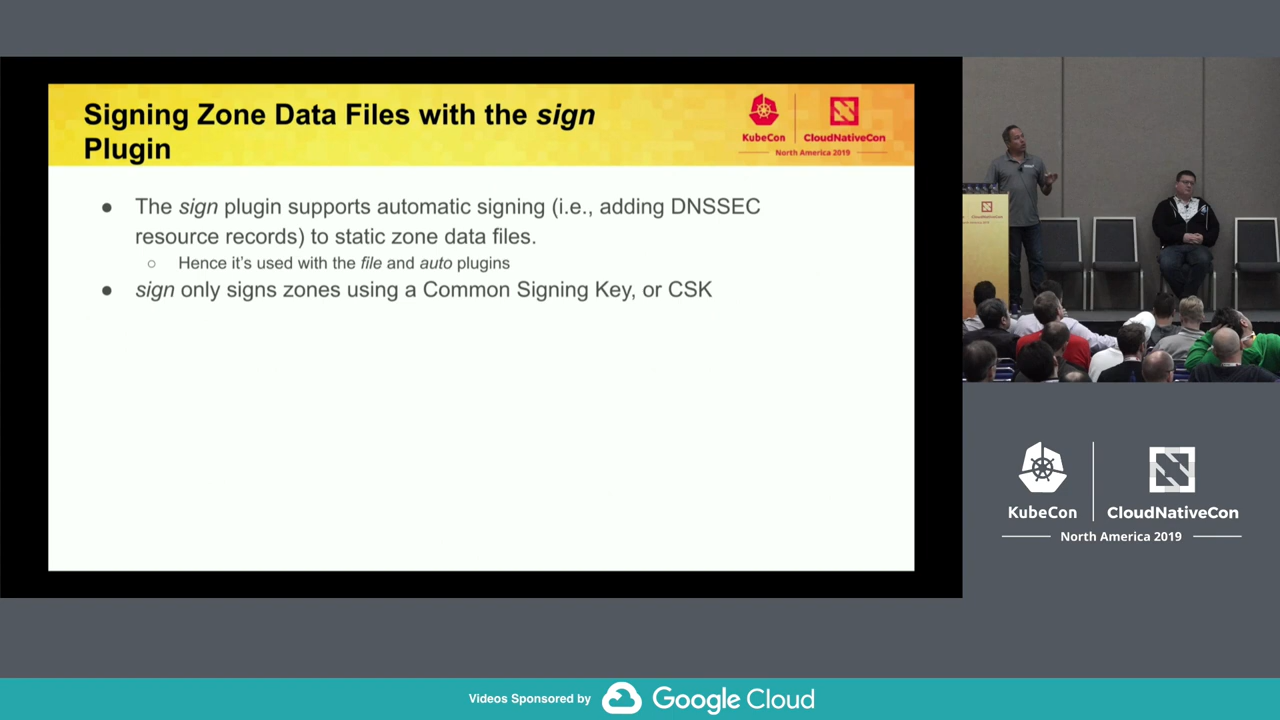 Signing Zone Data Files with the sign
Plugin
KubeCon
CloudNativeCon
North America 2019
● The sign plugin supports automatic signing (i.e., adding DNSSEC
resource records) to static zone data files.
○ Hence it's used with the file and auto plugins
● sign only signs zones using a Common Signing Key, or CSK
KubeCon
CloudNativeCon
North America 2019
Videos Sponsored by Google Cloud